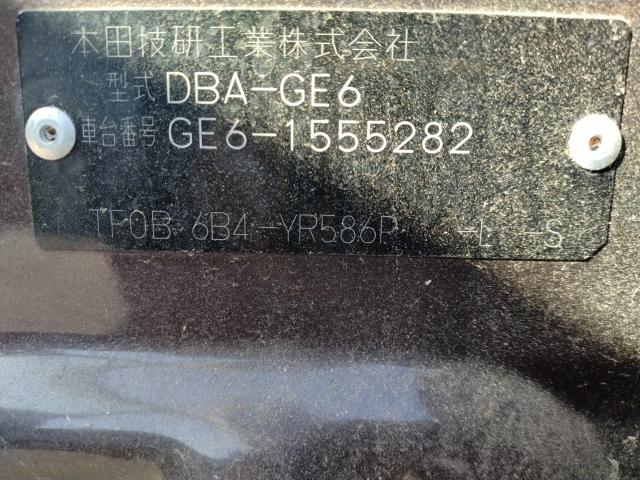 本田技研工業株式会社
型式 DBA-GE6
車台番号 GE6-1555282
TF0B 6B4-YR586P -L -S